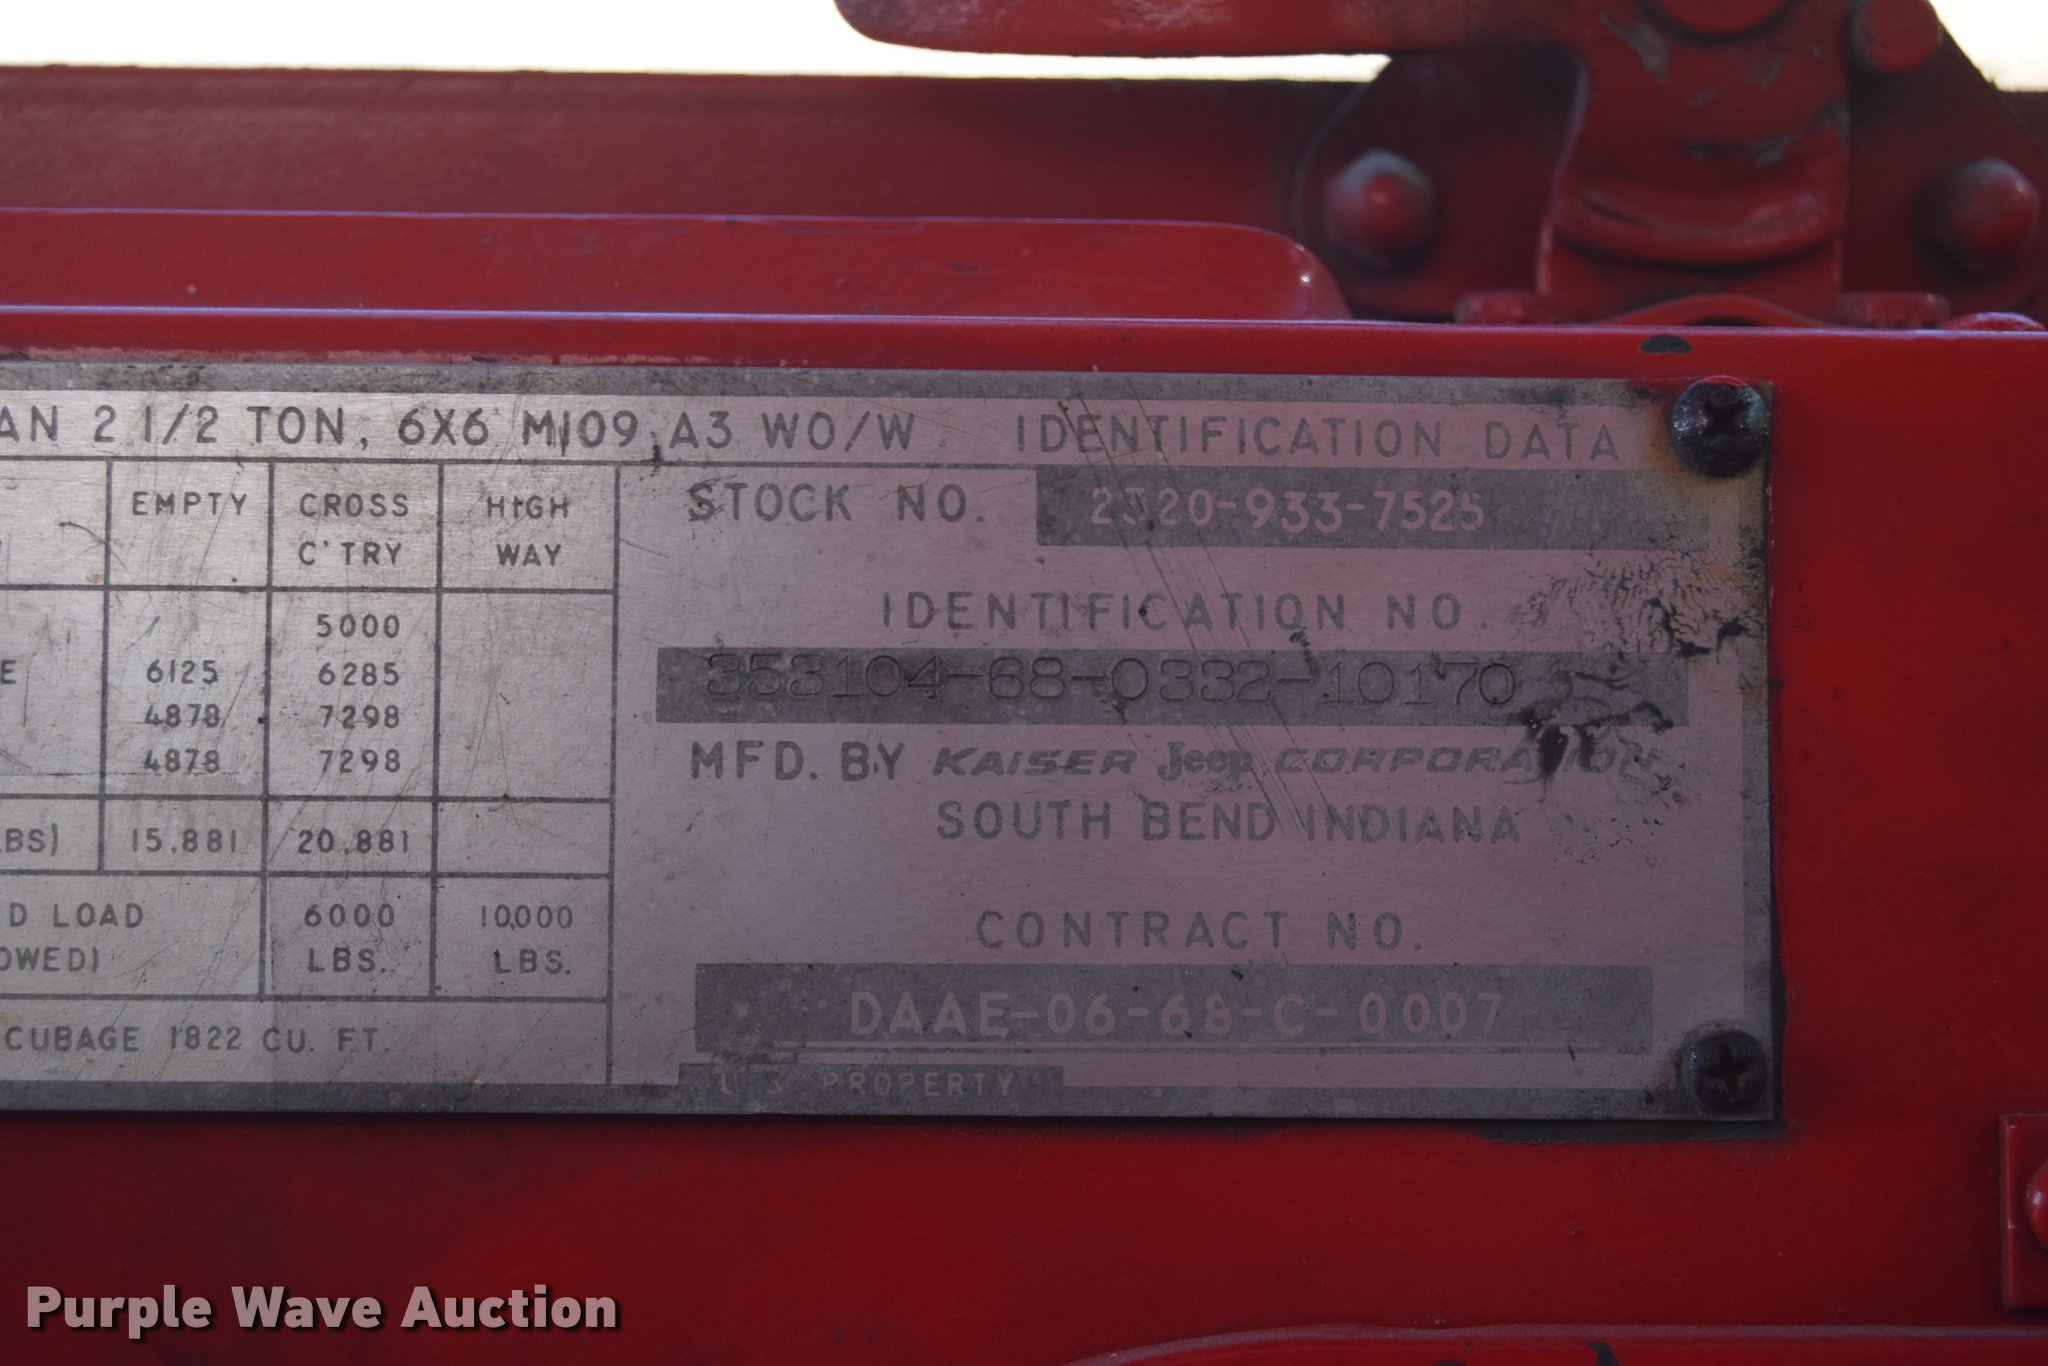 AN 2 1/2 TON, 6X6 M109 A3 WO/W IDENTIFICATION DATA
EMPTY CROSS C'TRY HIGH WAY
5000
E 6125 6285
4878 7298
4878 7298
LBS) 15,881 20,881
D LOAD 6000 10,000
OWED) LBS. LBS.
CUBAGE 1822 CU. FT.
STOCK NO. 2320-933-7525
IDENTIFICATION NO.
353104-68-0332-10170
MFD. BY KAISER Jeep CORPORATION
SOUTH BEND INDIANA
CONTRACT NO.
DAAE-06-68-C-0007
U S PROPERTY
Purple Wave Auction